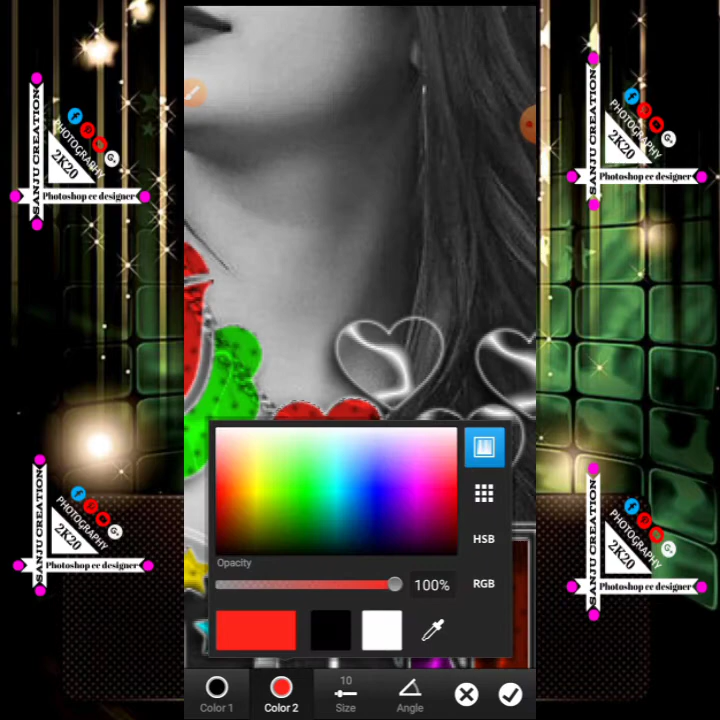 SANJU CREATION
PHOTOGRAPHY
2K20
Photoshop cc designer
SANJU CREATION
PHOTOGRAPHY
2K20
Photoshop cc designer
SANJU CREATION
PHOTOGRAPHY
2K20
Photoshop cc designer
SANJU CREATION
PHOTOGRAPHY
2K20
Photoshop cc designer
HSB
Opacity
100%
RGB
Color 1
Color 2
10
Size
Angle